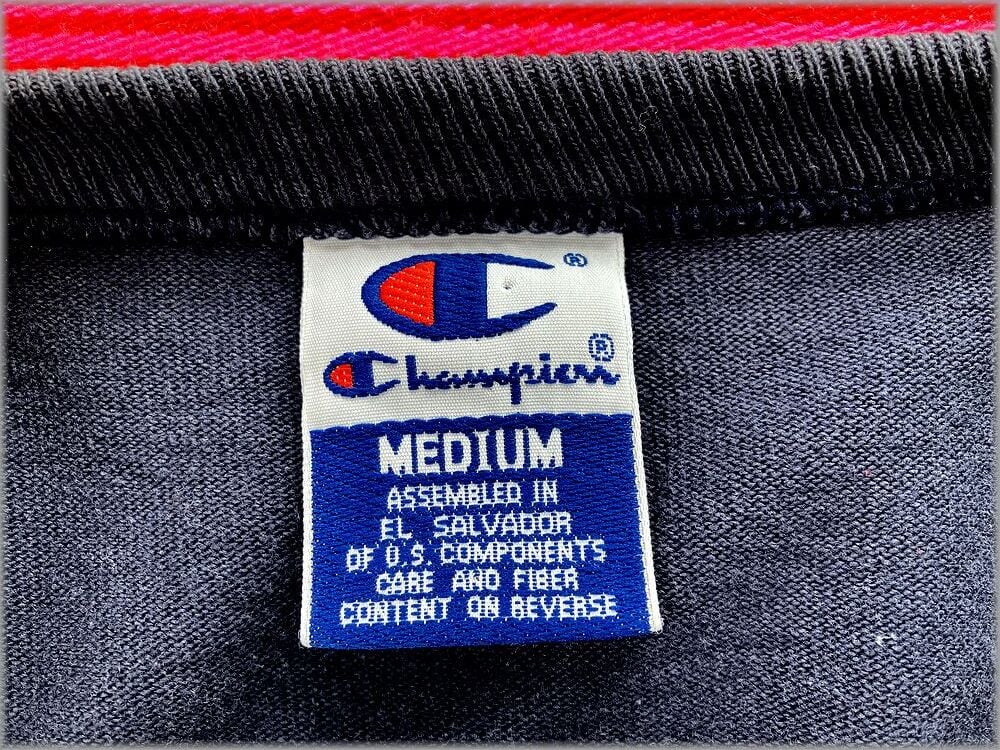 ®
Champion®
MEDIUM
ASSEMBLED IN
EL SALVADOR
OF U.S. COMPONENTS
CARE AND FIBER
CONTENT ON REVERSE